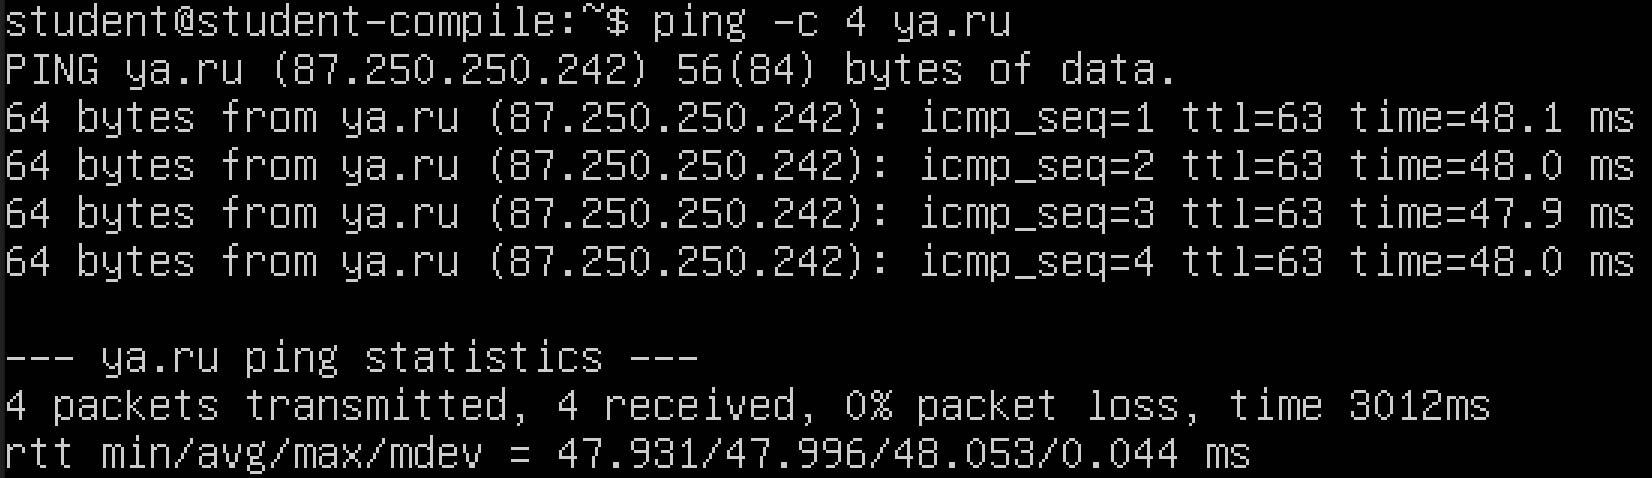 student@student-compile:~$ ping -c 4 ya.ru
PING ya.ru (87.250.250.242) 56(84) bytes of data.
64 bytes from ya.ru (87.250.250.242): icmp_seq=1 ttl=63 time=48.1 ms
64 bytes from ya.ru (87.250.250.242): icmp_seq=2 ttl=63 time=48.0 ms
64 bytes from ya.ru (87.250.250.242): icmp_seq=3 ttl=63 time=47.9 ms
64 bytes from ya.ru (87.250.250.242): icmp_seq=4 ttl=63 time=48.0 ms
--- ya.ru ping statistics ---
4 packets transmitted, 4 received, 0% packet loss, time 3012ms
rtt min/avg/max/mdev = 47.931/47.996/48.053/0.044 ms